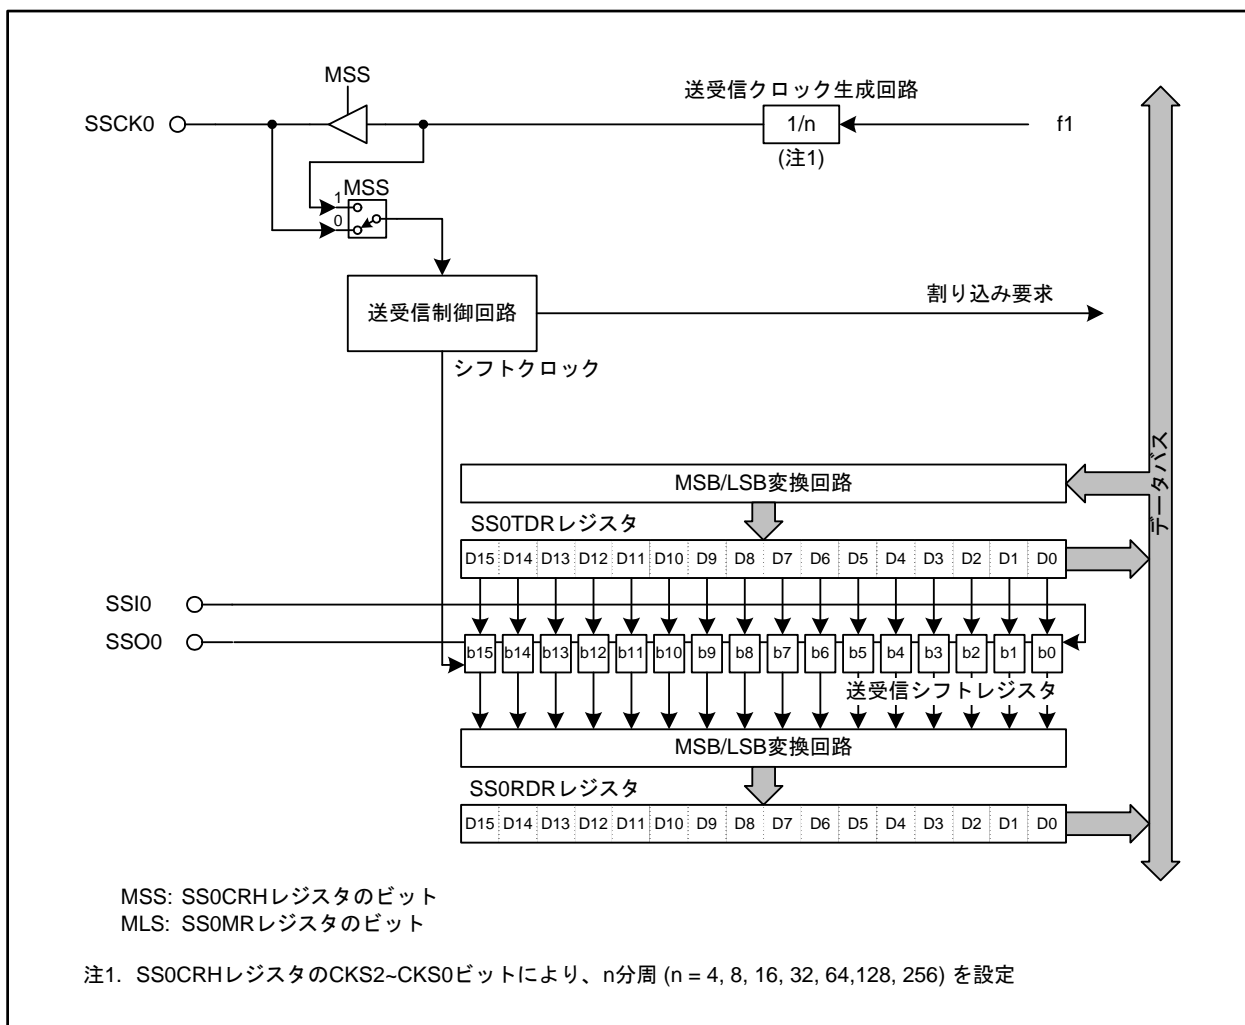 MSS
送受信クロック生成回路
SSCK0
1/n
f1
(注1)
MSS
1
0
送受信制御回路
割り込み要求
シフトクロック
データバス
MSB/LSB変換回路
SS0TDRレジスタ
D15 D14 D13 D12 D11 D10 D9 D8 D7 D6 D5 D4 D3 D2 D1 D0
SSI0
SSO0
b15 b14 b13 b12 b11 b10 b9 b8 b7 b6 b5 b4 b3 b2 b1 b0
送受信シフトレジスタ
MSB/LSB変換回路
SS0RDRレジスタ
D15 D14 D13 D12 D11 D10 D9 D8 D7 D6 D5 D4 D3 D2 D1 D0
MSS: SS0CRHレジスタのビット
MLS: SS0MRレジスタのビット
注1. SS0CRHレジスタのCKS2~CKS0ビットにより、n分周 (n = 4, 8, 16, 32, 64,128, 256) を設定